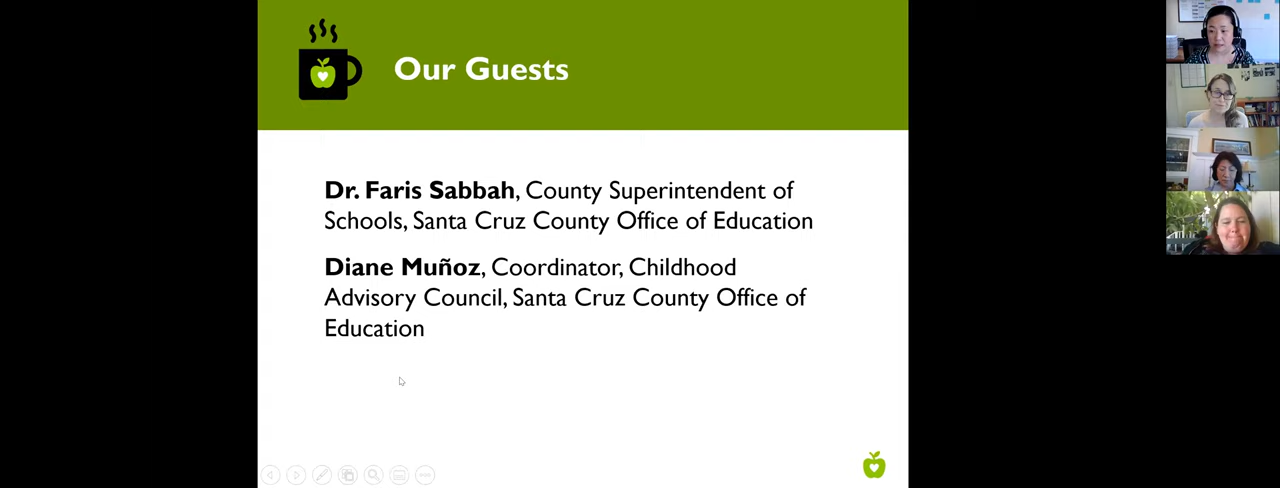 Our Guests
Dr. Faris Sabbah, County Superintendent of
Schools, Santa Cruz County Office of Education
Diane Muñoz, Coordinator, Childhood
Advisory Council, Santa Cruz County Office of
Education